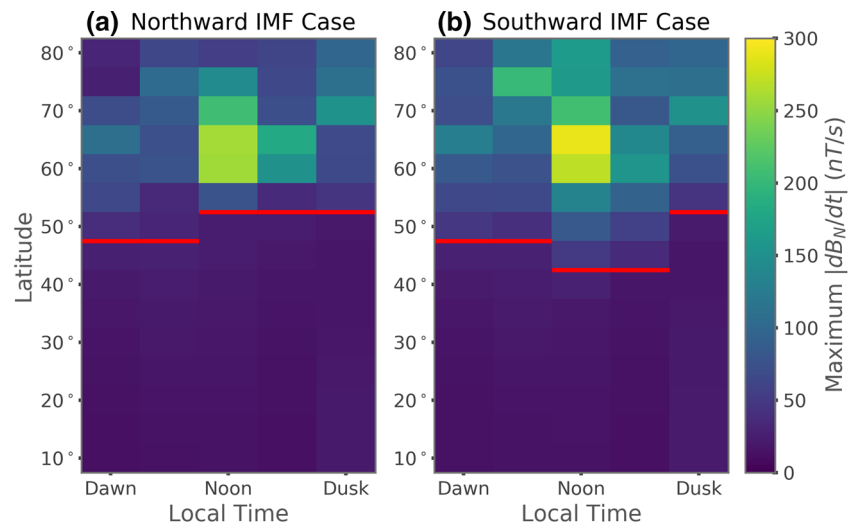 (a) Northward IMF Case
(b) Southward IMF Case
80°
70°
60°
50°
40°
30°
20°
10°
Latitude
Dawn
Noon
Dusk
Local Time
80°
70°
60°
50°
40°
30°
20°
10°
Dawn
Noon
Dusk
Local Time
300
250
200
150
100
50
0
Maximum |dB_N/dt| (nT/s)